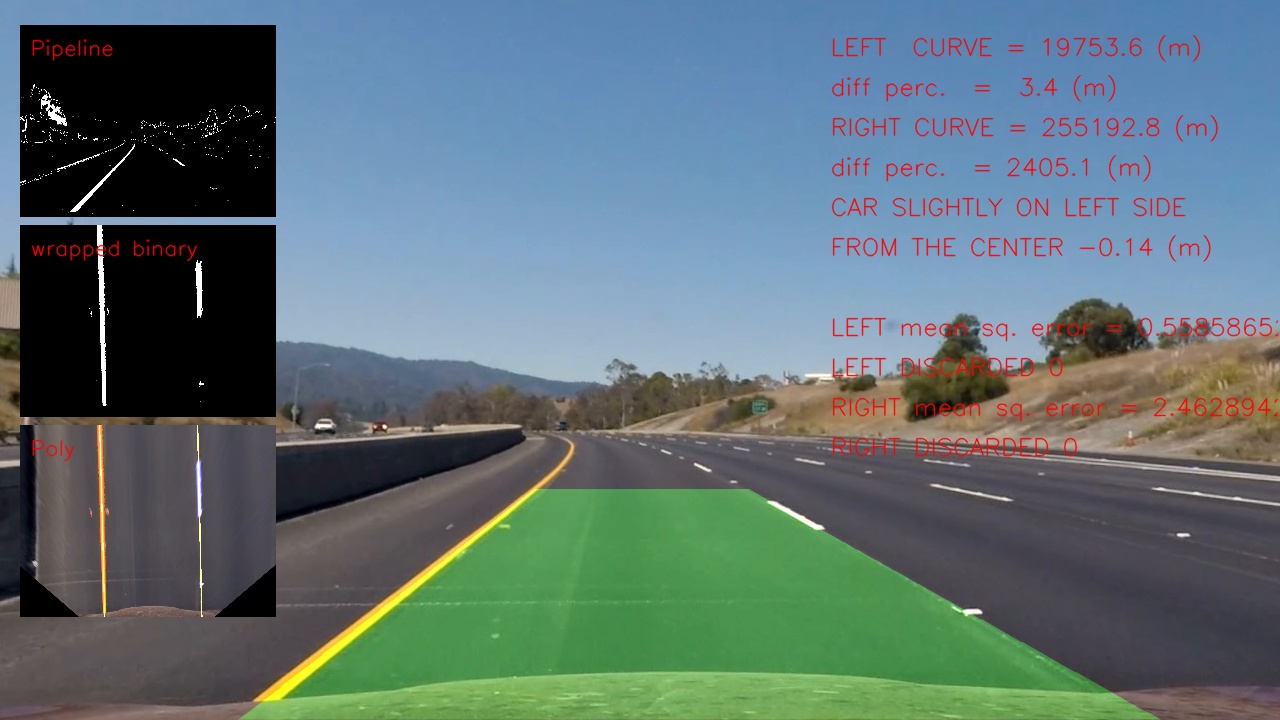 Pipeline
wrapped binary
Poly
LEFT CURVE = 19753.6 (m)
diff perc. = 3.4 (m)
RIGHT CURVE = 255192.8 (m)
diff perc. = 2405.1 (m)
CAR SLIGHTLY ON LEFT SIDE
FROM THE CENTER -0.14 (m)
LEFT mean sq. error = 0.5585865
LEFT DISCARDED 0
RIGHT mean sq. error = 2.462894
RIGHT DISCARDED 0